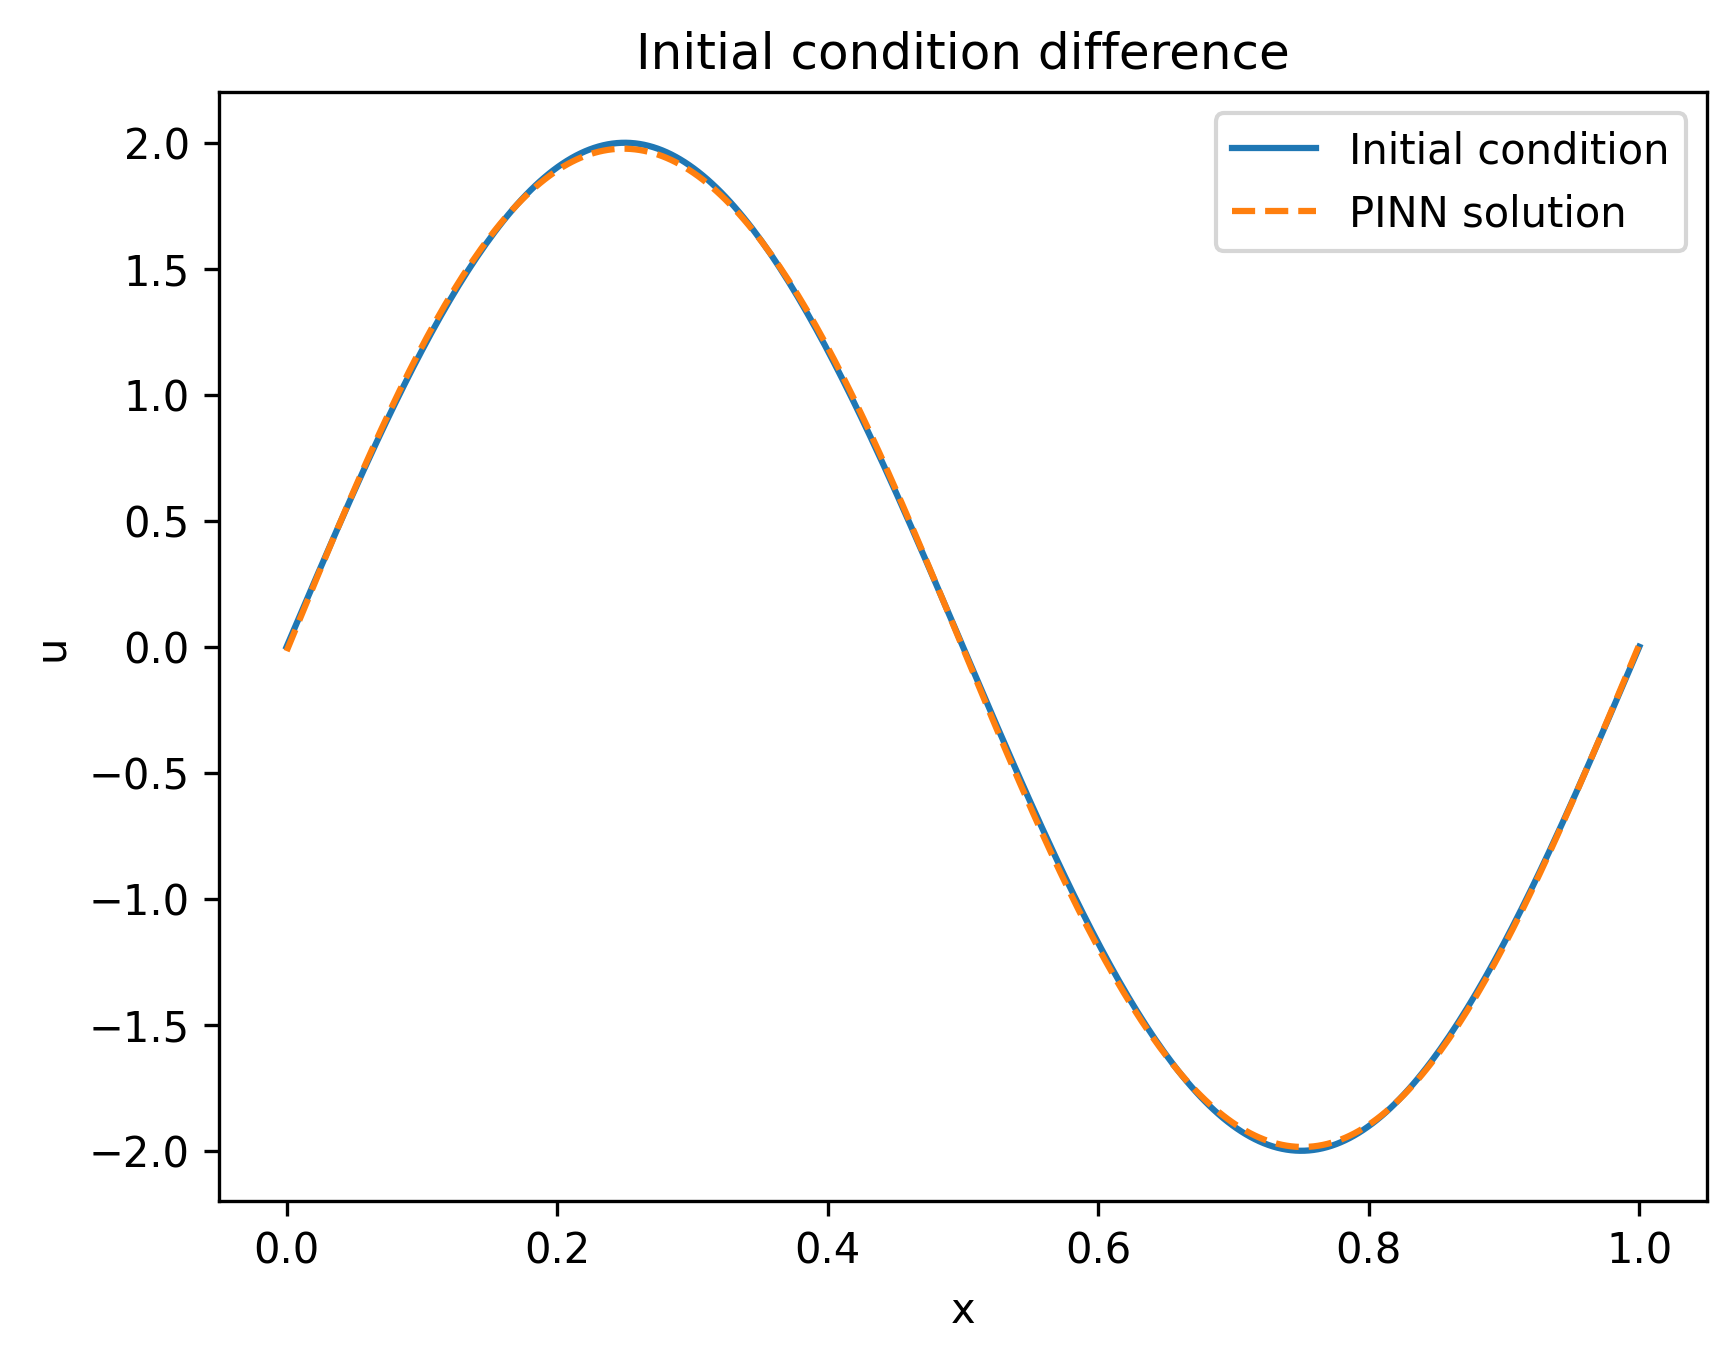 Initial condition difference
Initial condition
PINN solution
2.0
1.5
1.0
0.5
0.0
−0.5
−1.0
−1.5
−2.0
u
0.0 0.2 0.4 0.6 0.8 1.0
x